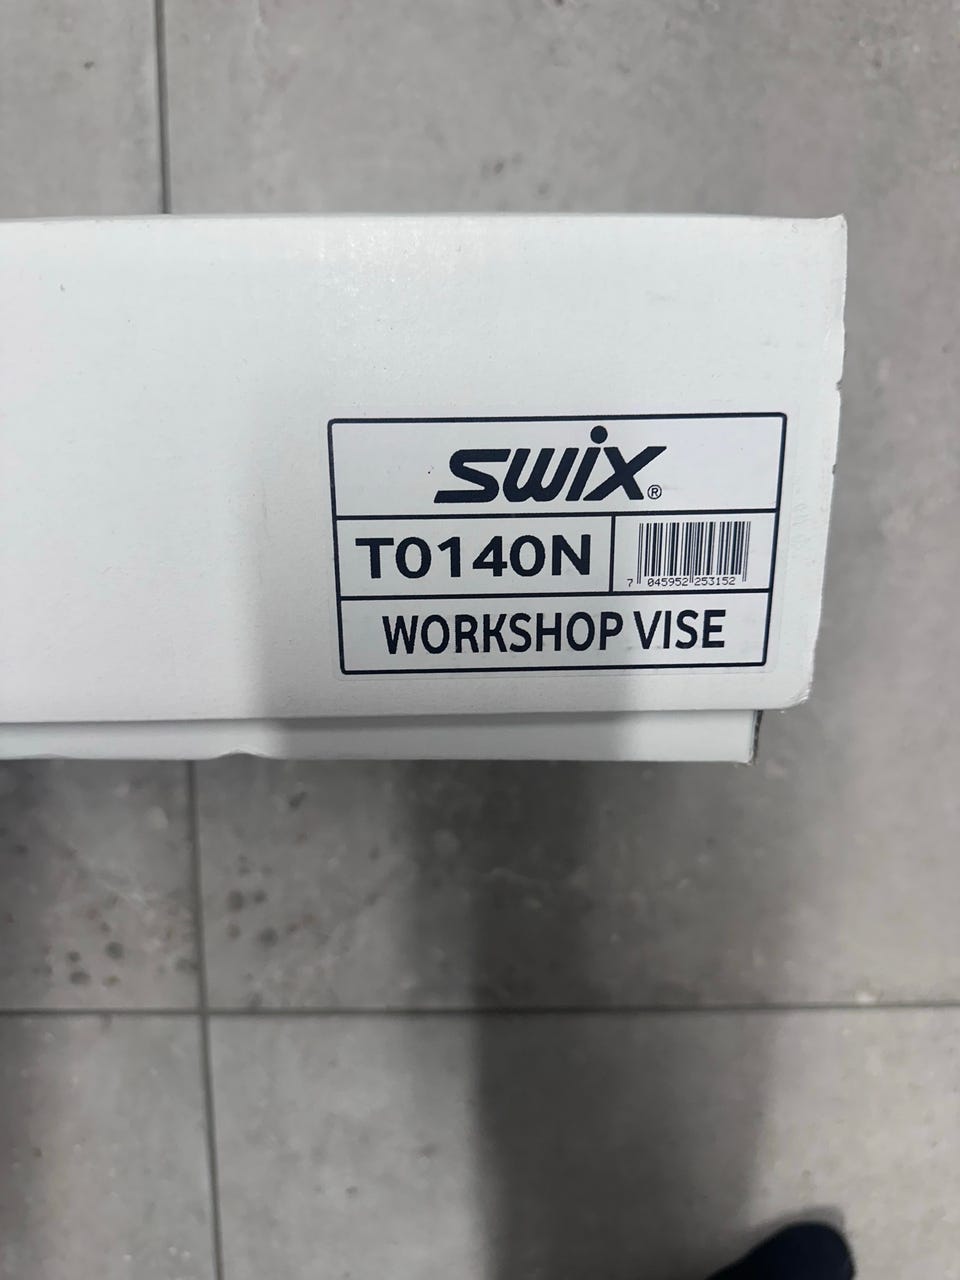 SWIX®
T0140N
7 045952 253152
WORKSHOP VISE